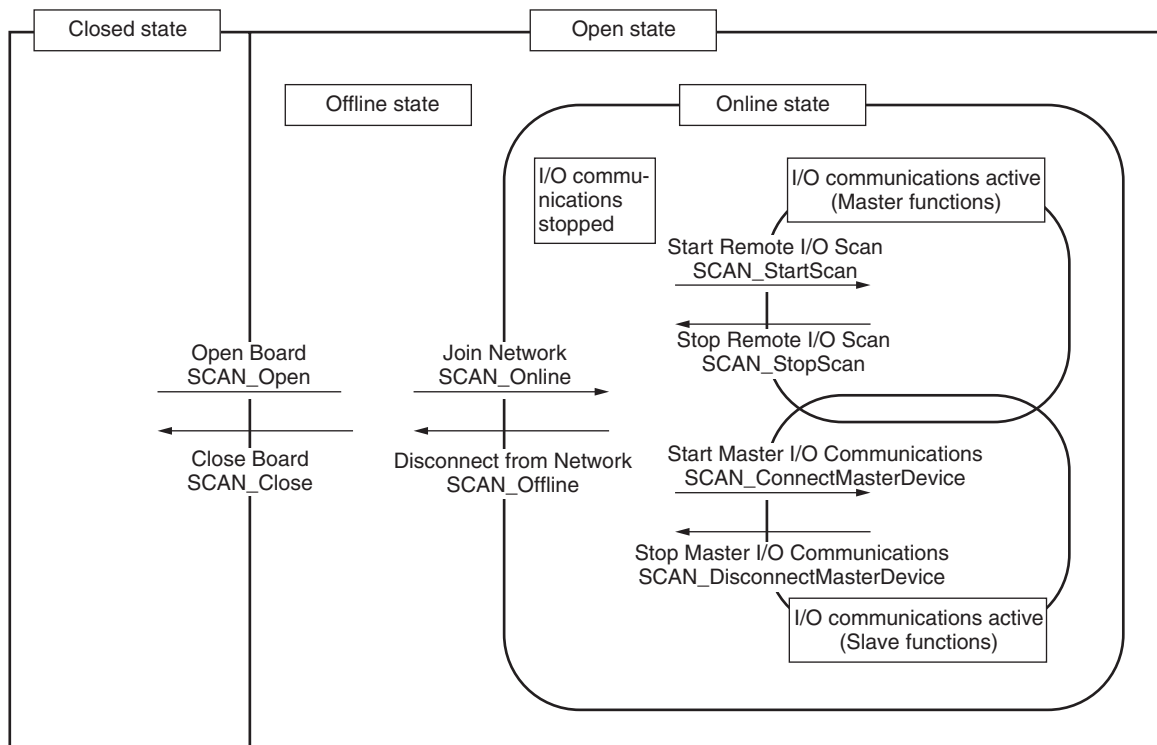 Closed state
Open state
Offline state
Online state
I/O commu-
nications
stopped
I/O communications active
(Master functions)
Start Remote I/O Scan
SCAN_StartScan
Stop Remote I/O Scan
SCAN_StopScan
Open Board
SCAN_Open
Join Network
SCAN_Online
Close Board
SCAN_Close
Disconnect from Network
SCAN_Offline
Start Master I/O Communications
SCAN_ConnectMasterDevice
Stop Master I/O Communications
SCAN_DisconnectMasterDevice
I/O communications active
(Slave functions)